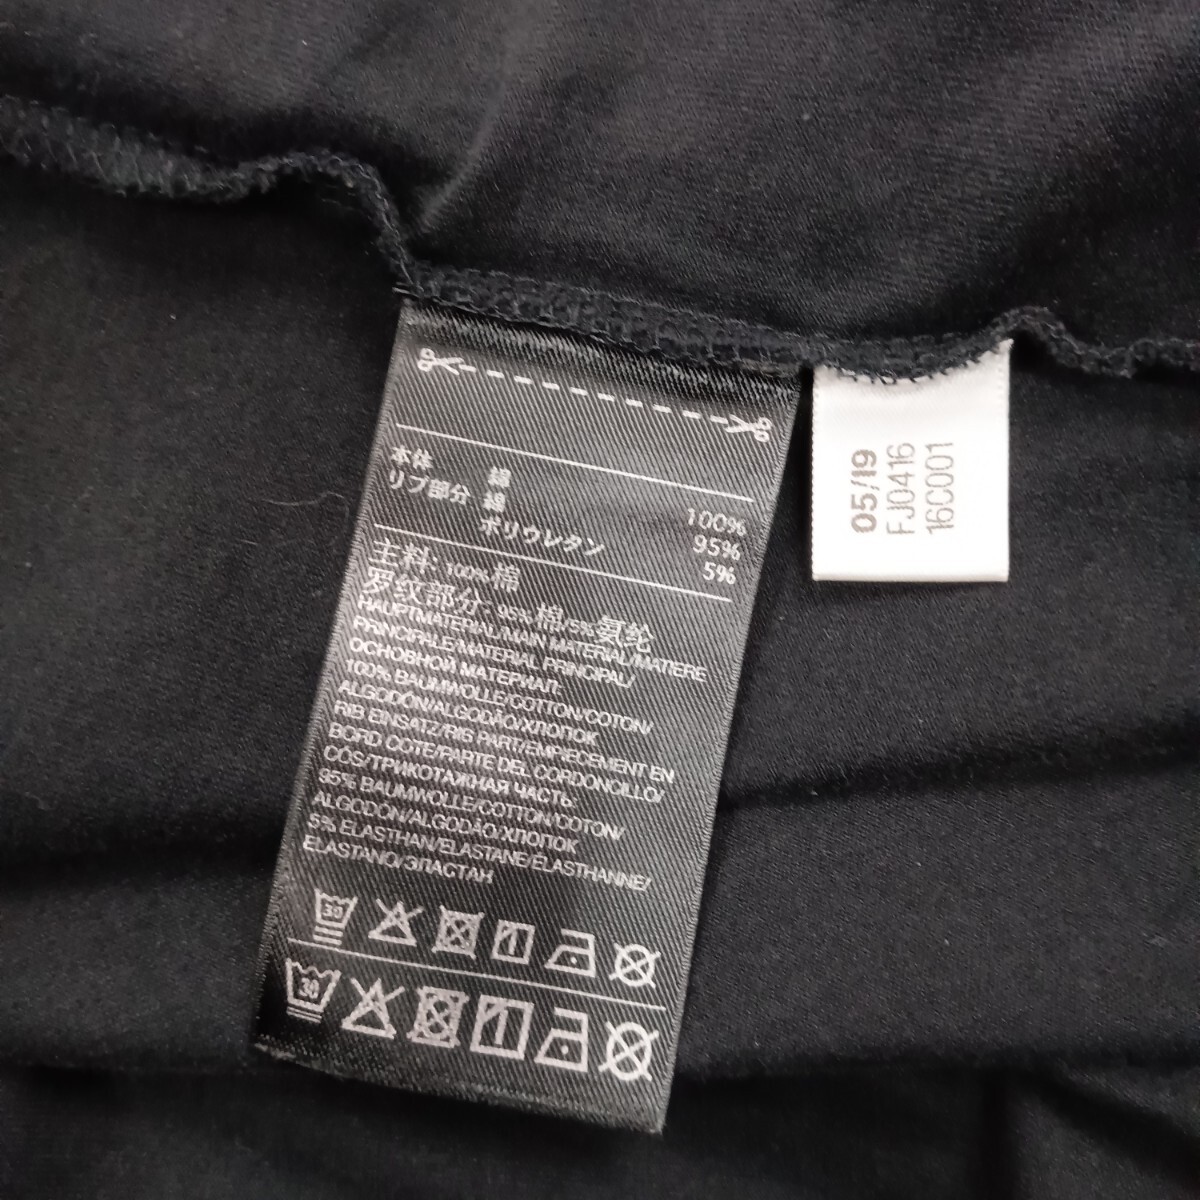 本体 綿 100%
リブ部分 綿 95%
ポリウレタン 5%
主料: 100%棉
罗纹部分: 95%棉/5%氨纶
HAUPTMATERIAL/MAIN MATERIAL/MATIERE
PRINCIPALE/MATERIAL PRINCIPAL/
ОСНОВНОЙ МАТЕРИАЛ:
100% BAUMWOLLE/COTTON/COTON/
ALGODÓN/ALGODÃO/ХЛОПОК
RIB EINSATZ/RIB PART/EMPIECEMENT EN
BORD COTE/PARTE DEL CORDONCILLO/
CÓS/ТРИКОТАЖНАЯ ЧАСТЬ:
95% BAUMWOLLE/COTTON/COTON/
ALGODÓN/ALGODÃO/ХЛОПОК
5% ELASTHAN/ELASTANE/ÉLASTHANNE/
ELASTANO/ЭЛАСТАН
30
30
05/19
FJ0416
16C001